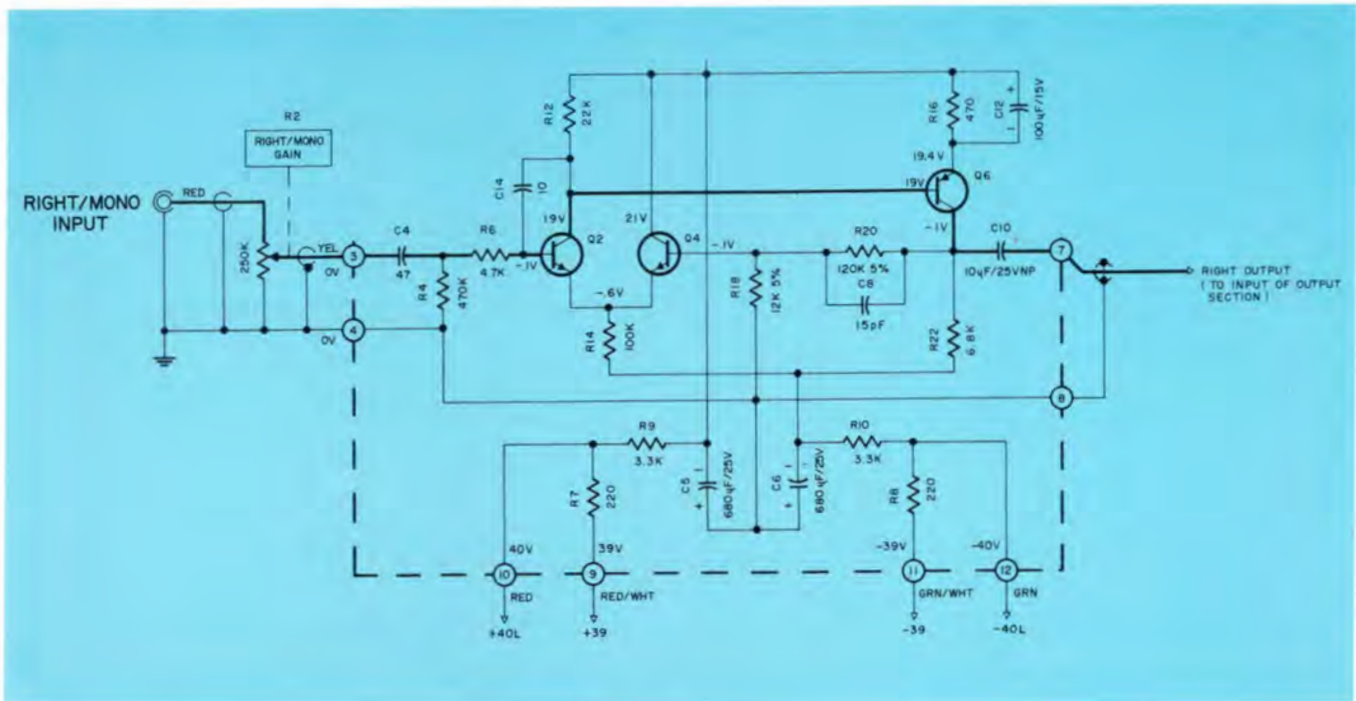 R2
RIGHT/MONO
GAIN
RIGHT/MONO
INPUT
RED
250K
YEL
3
0V
4
0V
C4
47
R4
470K
R6
4.7K
-.1V
C14
10
R12
22K
19V
Q2
21V
Q4
-.1V
-.6V
R14
100K
R18
12K 5%
R20
120K 5%
C8
15pF
R16
470
C12
+
-
100µF/15V
19.4V
19V
Q6
-.1V
C10
10µF/25VNP
R22
6.8K
7
8
RIGHT OUTPUT
(TO INPUT OF OUTPUT
SECTION)
R9
3.3K
R7
220
C5
-
+
680µF/25V
C6
-
+
680µF/25V
R10
3.3K
R8
220
40V
10
RED
+40L
39V
9
RED/WHT
+39
-39V
11
GRN/WHT
-39
-40V
12
GRN
-40L